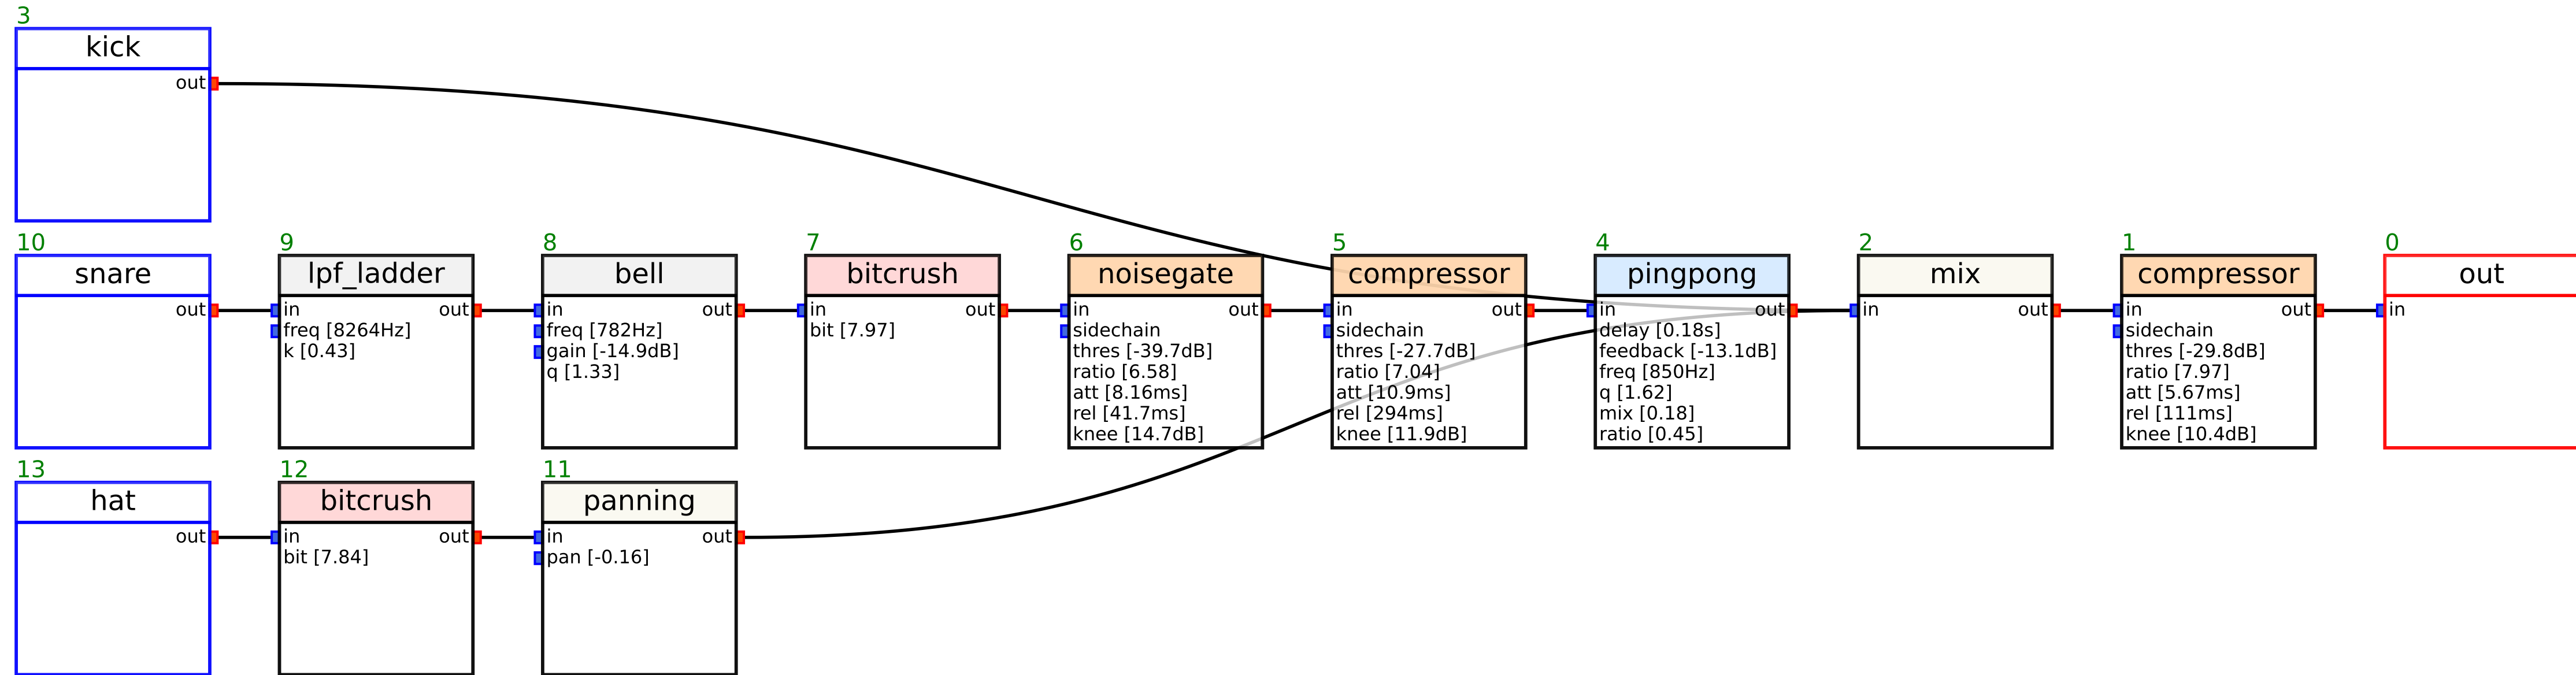 3
kick
out
10
snare
out
9
lpf_ladder
in out
freq [8264Hz]
k [0.43]
8
bell
in out
freq [782Hz]
gain [-14.9dB]
q [1.33]
7
bitcrush
in out
bit [7.97]
6
noisegate
in out
sidechain
thres [-39.7dB]
ratio [6.58]
att [8.16ms]
rel [41.7ms]
knee [14.7dB]
5
compressor
in out
sidechain
thres [-27.7dB]
ratio [7.04]
att [10.9ms]
rel [294ms]
knee [11.9dB]
4
pingpong
in out
delay [0.18s]
feedback [-13.1dB]
freq [850Hz]
q [1.62]
mix [0.18]
ratio [0.45]
2
mix
in out
1
compressor
in out
sidechain
thres [-29.8dB]
ratio [7.97]
att [5.67ms]
rel [111ms]
knee [10.4dB]
0
out
in
13
hat
out
12
bitcrush
in out
bit [7.84]
11
panning
in out
pan [-0.16]